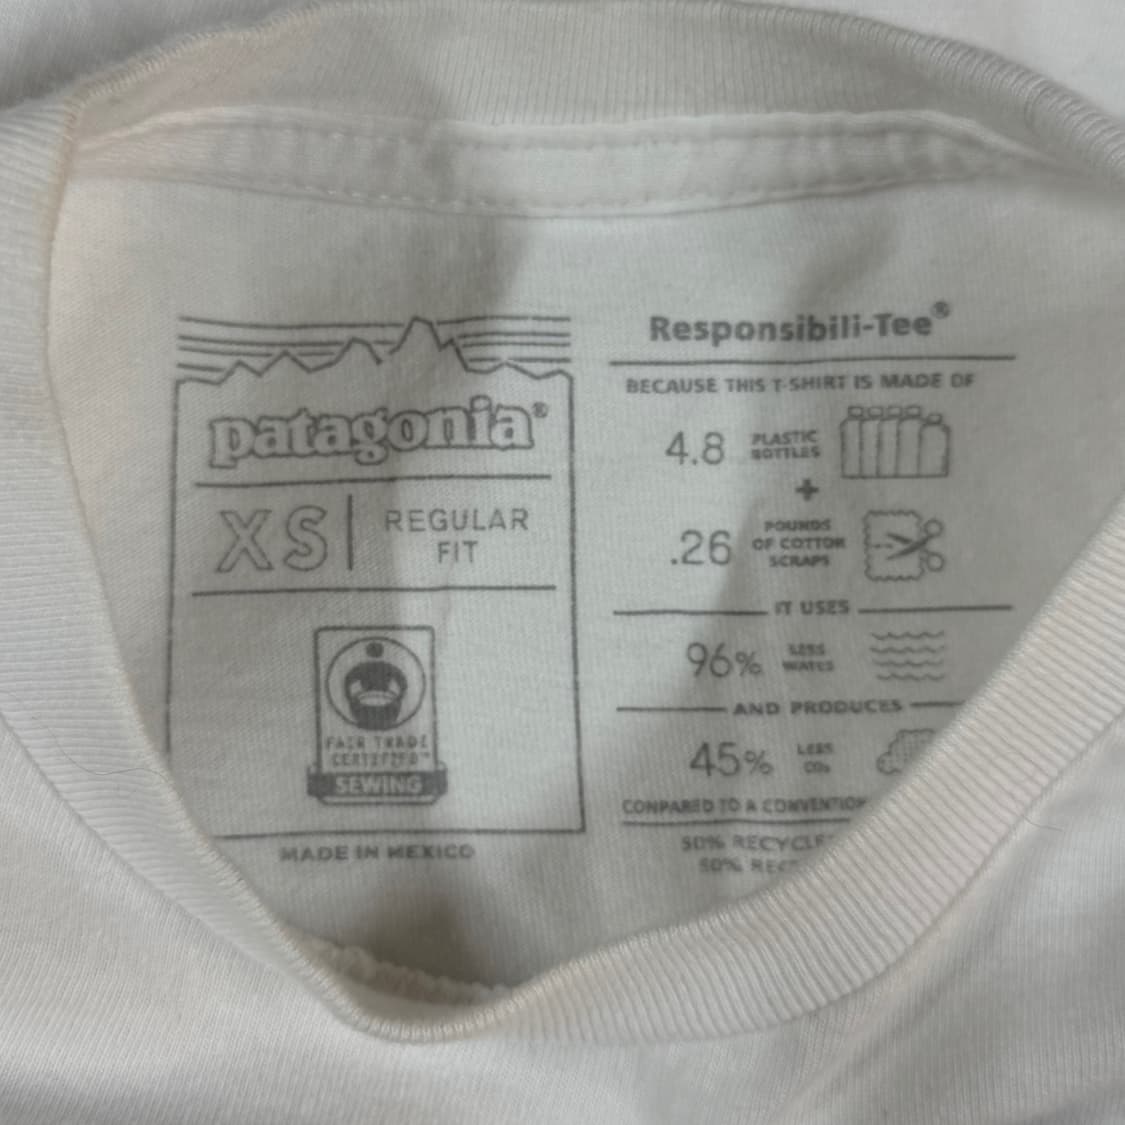 patagonia®
XS
REGULAR
FIT
FAIR TRADE
CERTIFIED™
SEWING
MADE IN MEXICO
Responsibili-Tee®
BECAUSE THIS T-SHIRT IS MADE OF
4.8 PLASTIC
BOTTLES
+
.26 POUNDS
OF COTTON
SCRAPS
IT USES
96% LESS
WATER
AND PRODUCES
45% LESS
CO₂
COMPARED TO A
50% RECYCLE
50%